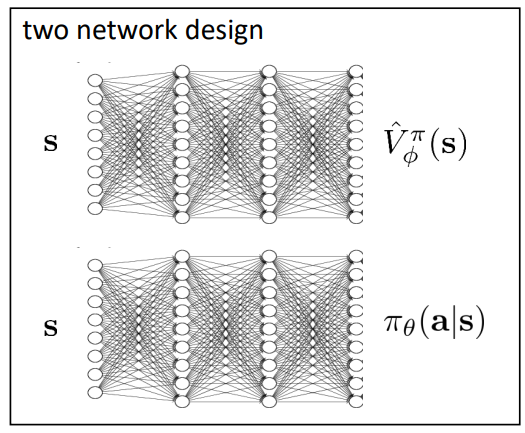 two network design
s
V̂^π_ϕ(s)
s
π_θ(a|s)